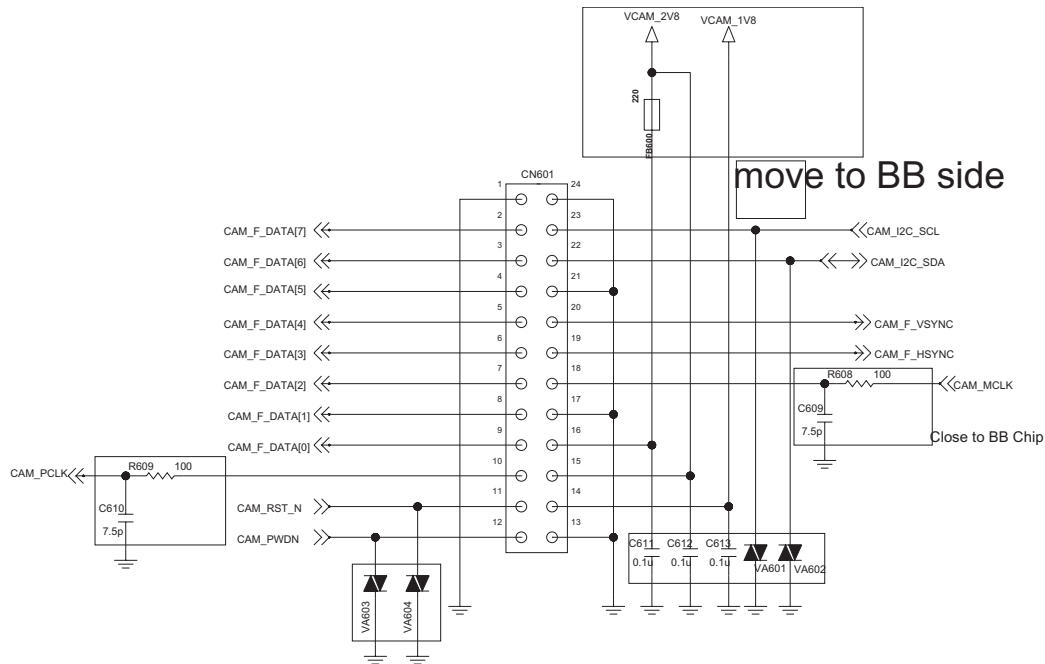 VCAM_2V8 VCAM_1V8
220
FB600
move to BB side
CN601
1 24
2 23
CAM_F_DATA[7] CAM_I2C_SCL
3 22
CAM_F_DATA[6] CAM_I2C_SDA
4 21
CAM_F_DATA[5]
5 20
CAM_F_DATA[4] CAM_F_VSYNC
6 19
CAM_F_DATA[3] CAM_F_HSYNC
7 18 R608 100
CAM_F_DATA[2] CAM_MCLK
8 17 C609
CAM_F_DATA[1]
9 16 7.5p
CAM_F_DATA[0] Close to BB Chip
10 15
CAM_PCLK R609 100
11 14
C610 CAM_RST_N
12 13
7.5p CAM_PWDN
C611 C612 C613
0.1u 0.1u 0.1u VA601 VA602
VA603 VA604